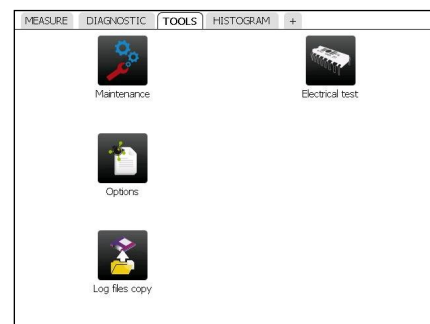 MEASURE DIAGNOSTIC TOOLS HISTOGRAM +
Maintenance Electrical test
Options
Log files copy